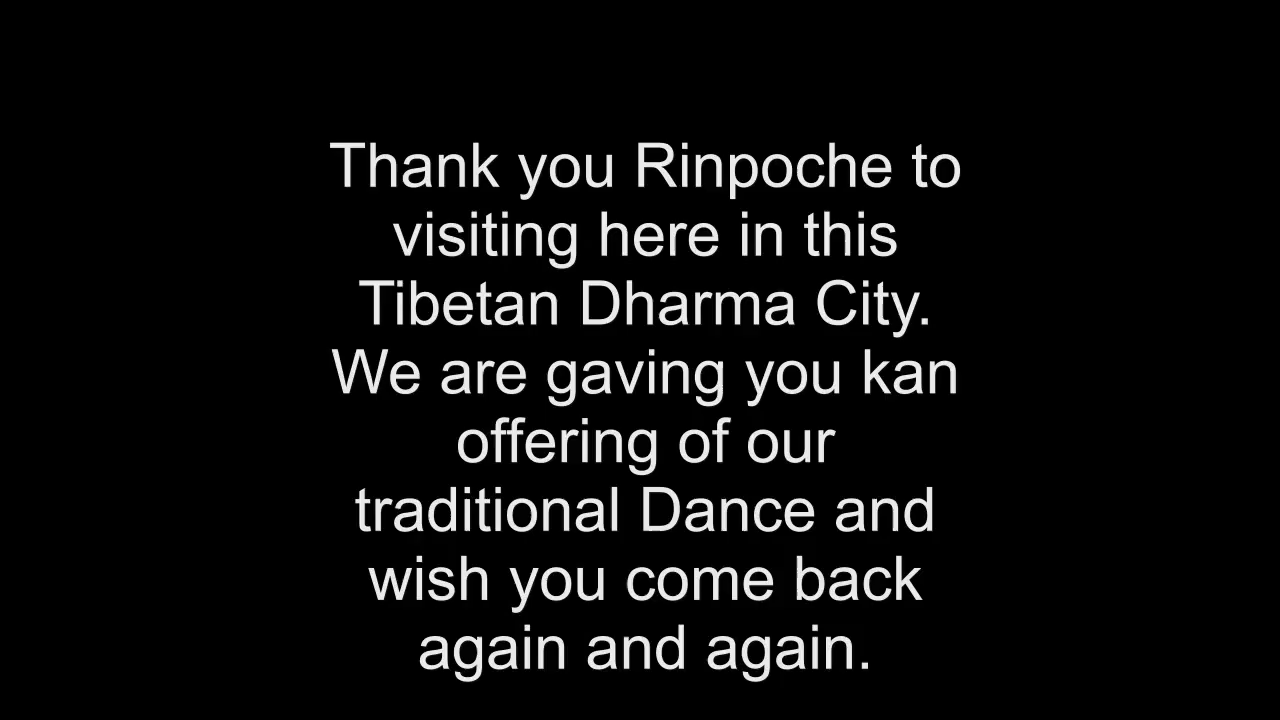 Thank you Rinpoche to
visiting here in this
Tibetan Dharma City.
We are gaving you kan
offering of our
traditional Dance and
wish you come back
again and again.